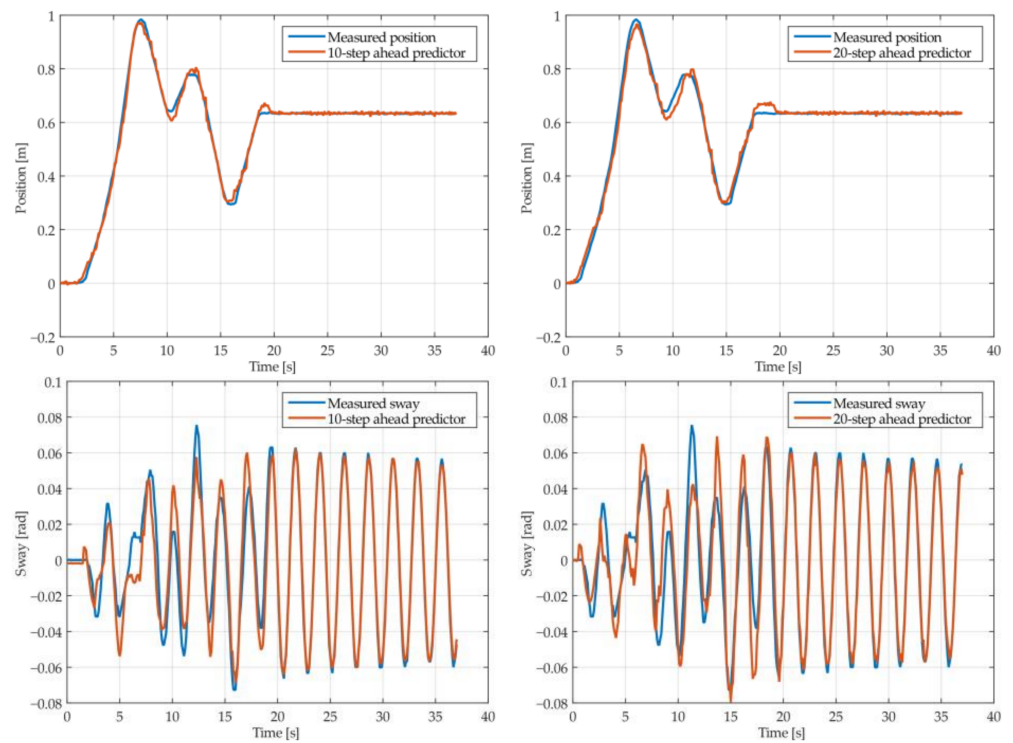 1
0.8
0.6
0.4
0.2
0
−0.2
Position [m]
0 5 10 15 20 25 30 35 40
Time [s]
Measured position
10-step ahead predictor
1
0.8
0.6
0.4
0.2
0
−0.2
Position [m]
0 5 10 15 20 25 30 35 40
Time [s]
Measured position
20-step ahead predictor
0.1
0.08
0.06
0.04
0.02
0
−0.02
−0.04
−0.06
−0.08
Sway [rad]
0 5 10 15 20 25 30 35 40
Time [s]
Measured sway
10-step ahead predictor
0.1
0.08
0.06
0.04
0.02
0
−0.02
−0.04
−0.06
−0.08
Sway [rad]
0 5 10 15 20 25 30 35 40
Time [s]
Measured sway
20-step ahead predictor